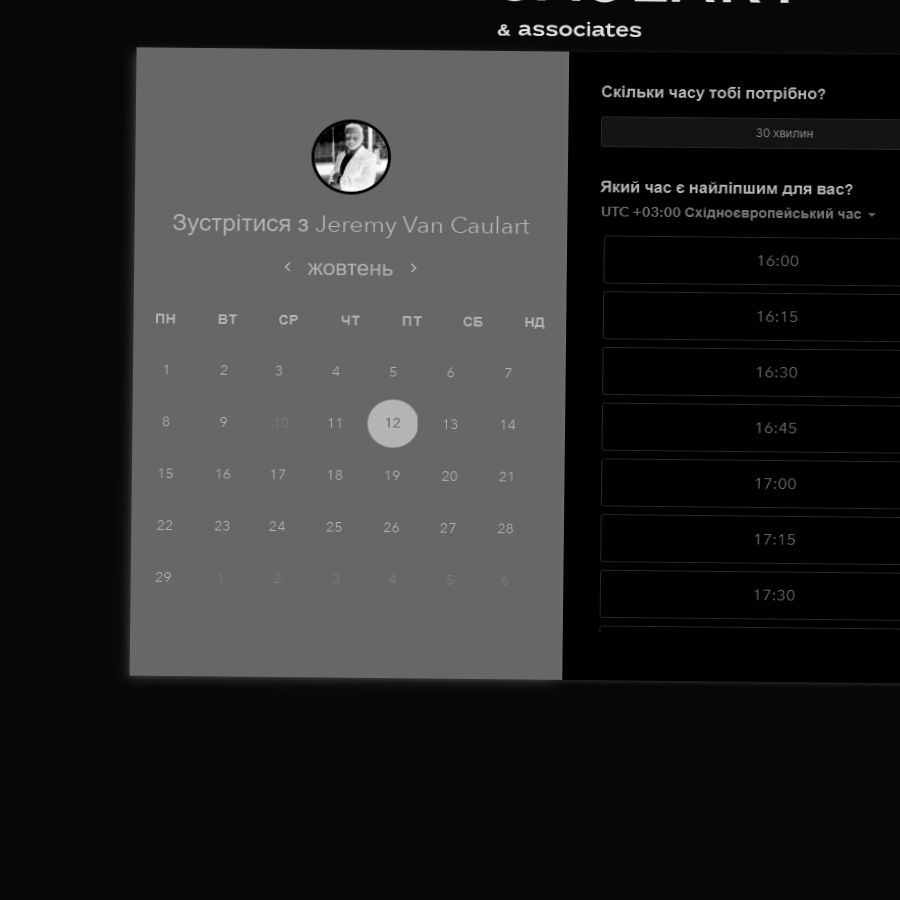 & associates
Зустрітися з Jeremy Van Caulart
жовтень
ПН ВТ СР ЧТ ПТ СБ НД
1 2 3 4 5 6 7
8 9 10 11 12 13 14
15 16 17 18 19 20 21
22 23 24 25 26 27 28
29 1 2 3 4 5 6
Скільки часу тобі потрібно?
30 хвилин
Який час є найліпшим для вас?
UTC +03:00 Східноєвропейський час
16:00
16:15
16:30
16:45
17:00
17:15
17:30